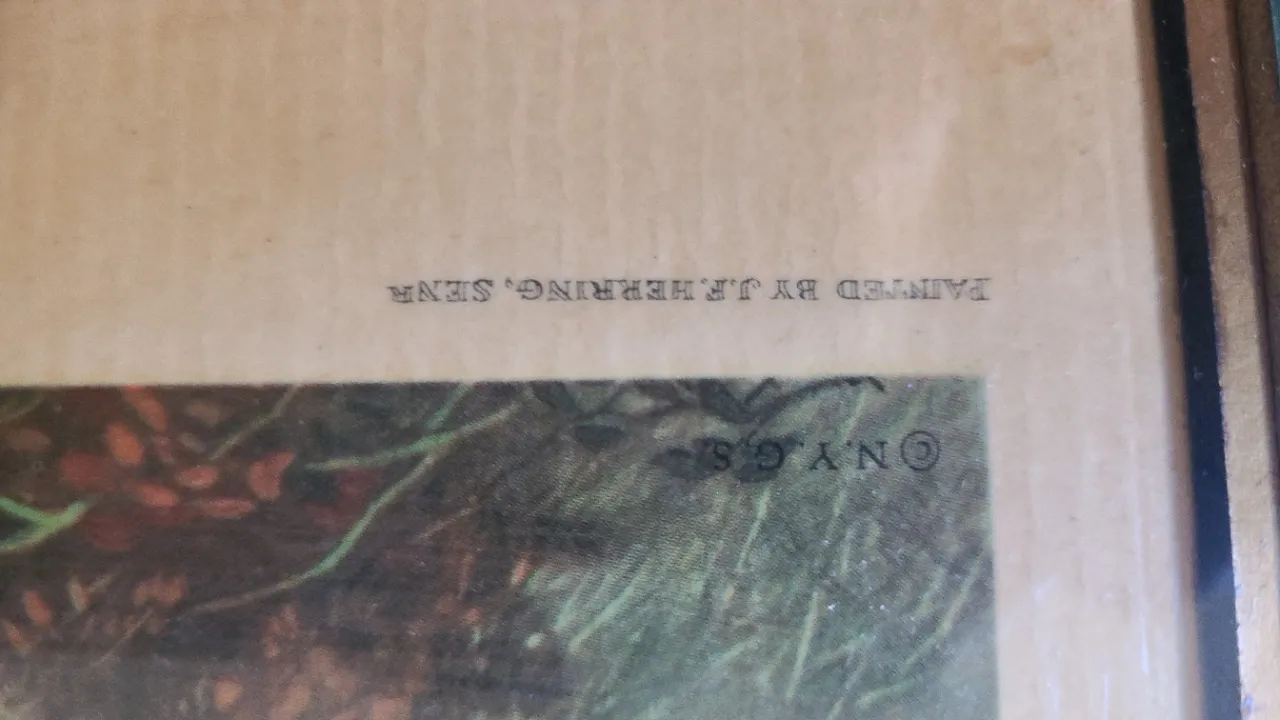 ©N.Y.G.S.
PAINTED BY J.F.HERRING, SENR